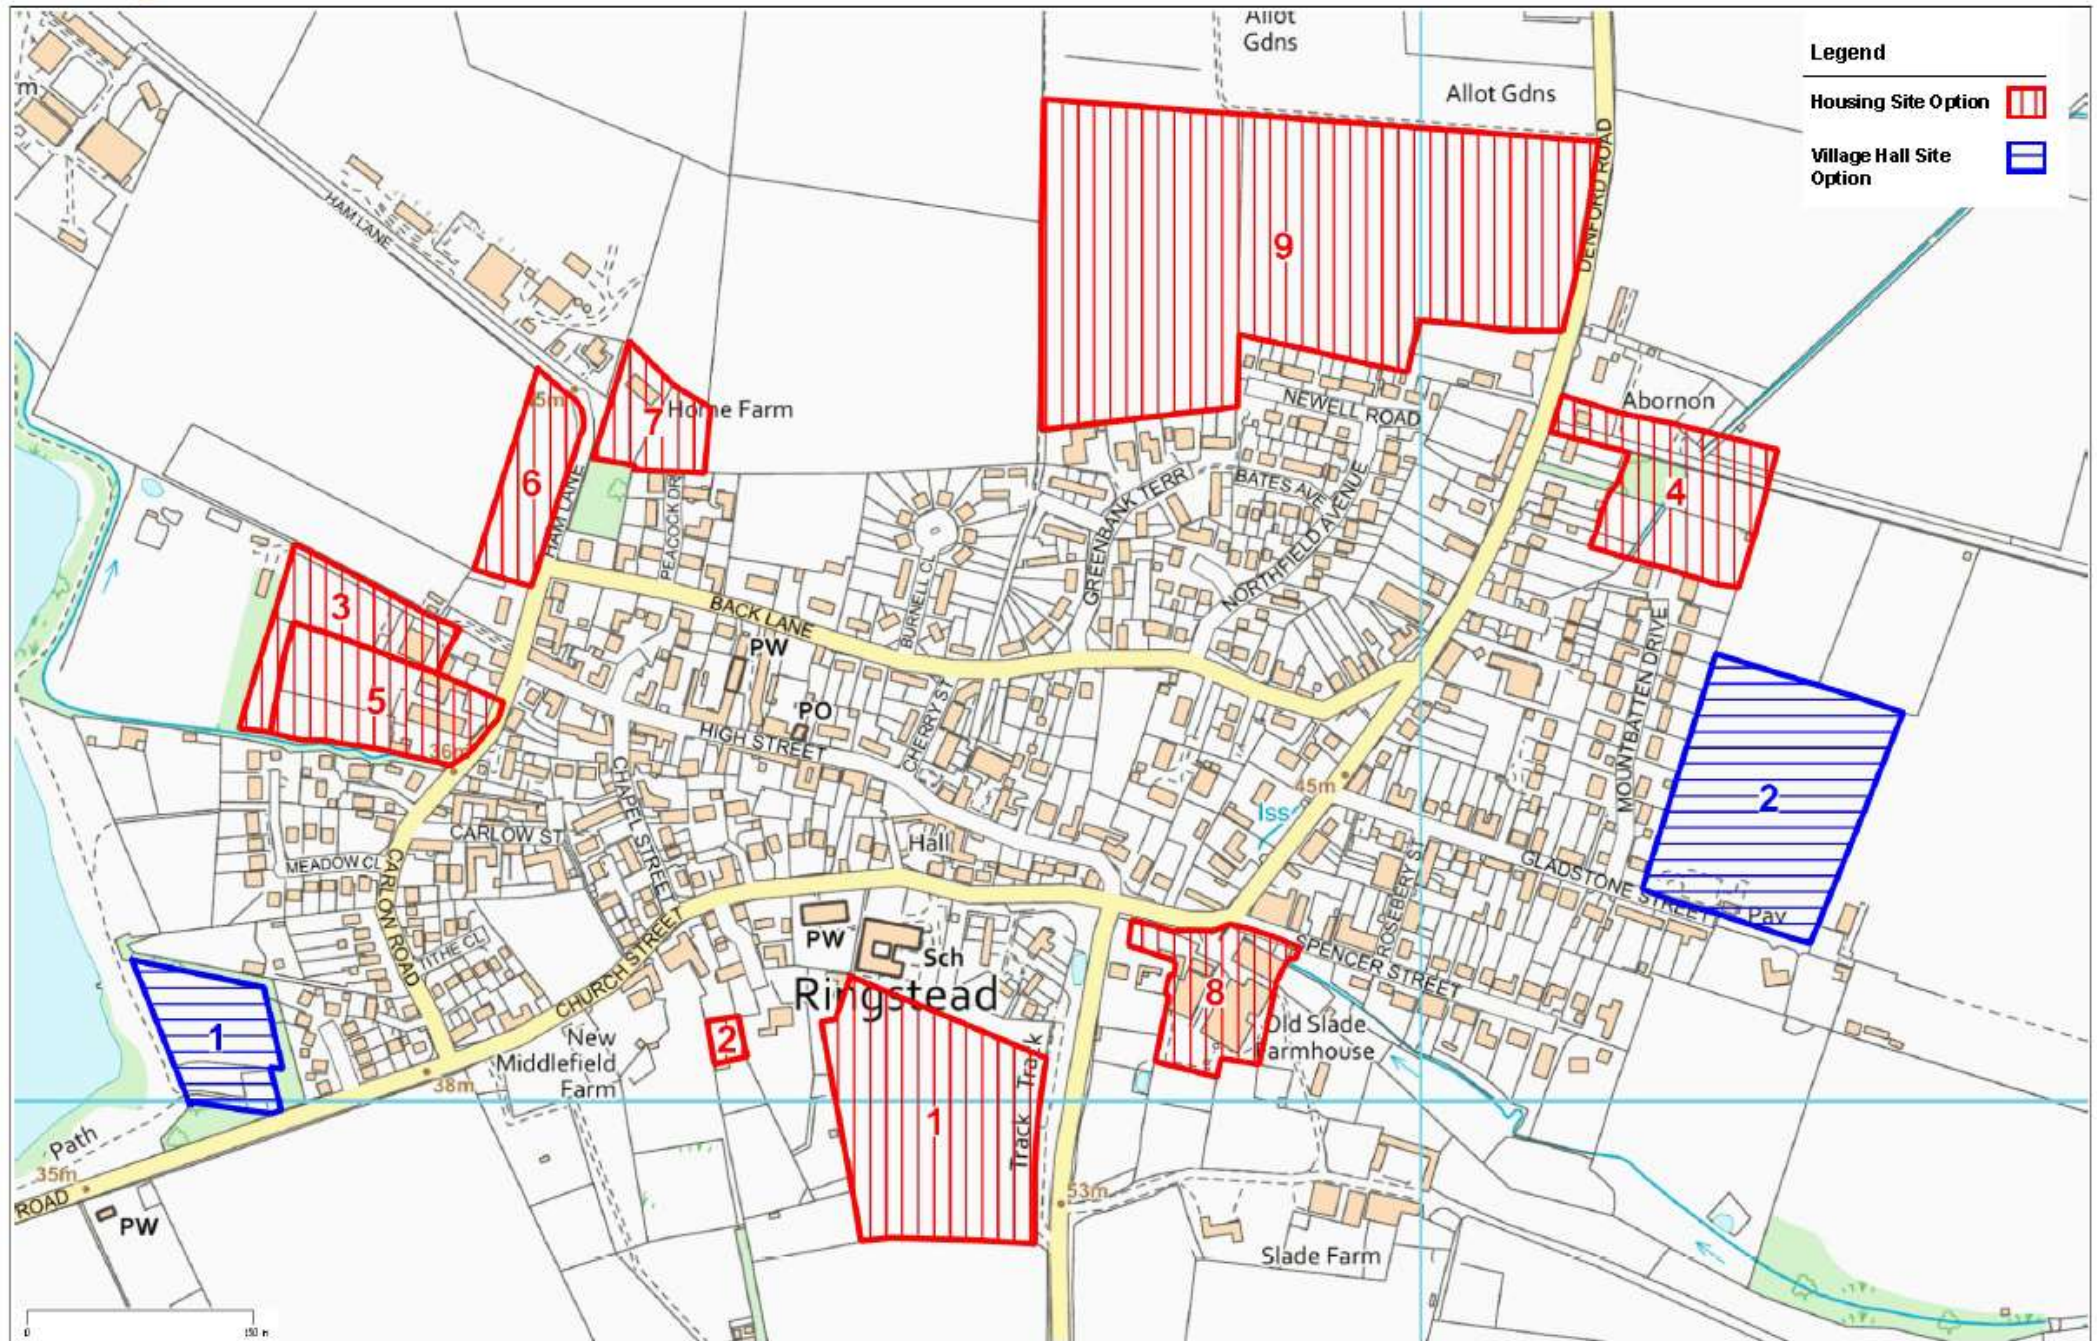 Allot
Gdns
Allot Gdns
Legend
Housing Site Option
Village Hall Site
Option
m
DENFORD ROAD
HAM LANE
9
Abornon
NEWELL ROAD
7
Home Farm
45m
6
4
HAM LANE
PEACOCK DR
BURNELL CL
GREENBANK TERR
BATES AVE
NORTHFIELD AVENUE
3
BACK LANE
PW
MOUNTBATTEN DRIVE
5
PO
36m
HIGH STREET
CHERRY ST
45m
Iss
2
CHAPEL STREET
CARLOW ST
Hall
MEADOW CL
CARLOW ROAD
ROSEBERY ST
GLADSTONE STREET
Pav
TITHE CL
CHURCH STREET
PW
Sch
Ringstead
SPENCER STREET
8
1
2
New
Middlefield
Farm
Old Slade
Farmhouse
38m
Track
Track
1
Path
35m
ROAD
PW
53m
Slade Farm
0
150 m